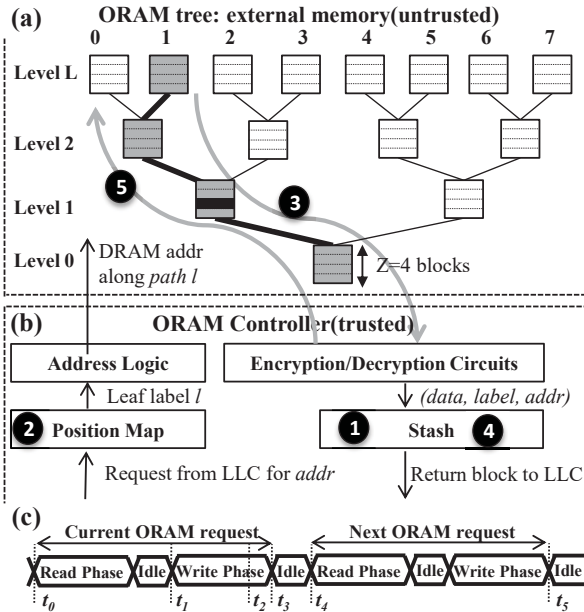 (a) ORAM tree: external memory(untrusted)
0 1 2 3 4 5 6 7
Level L
Level 2
5
3
Level 1
Level 0
DRAM addr
along path l
Z=4 blocks
(b) ORAM Controller(trusted)
Address Logic Encryption/Decryption Circuits
Leaf label l (data, label, addr)
2 Position Map 1 Stash 4
Request from LLC for addr Return block to LLC
(c) Current ORAM request Next ORAM request
Read Phase Idle Write Phase Idle Read Phase Idle Write Phase Idle
t0 t1 t2 t3 t4 t5